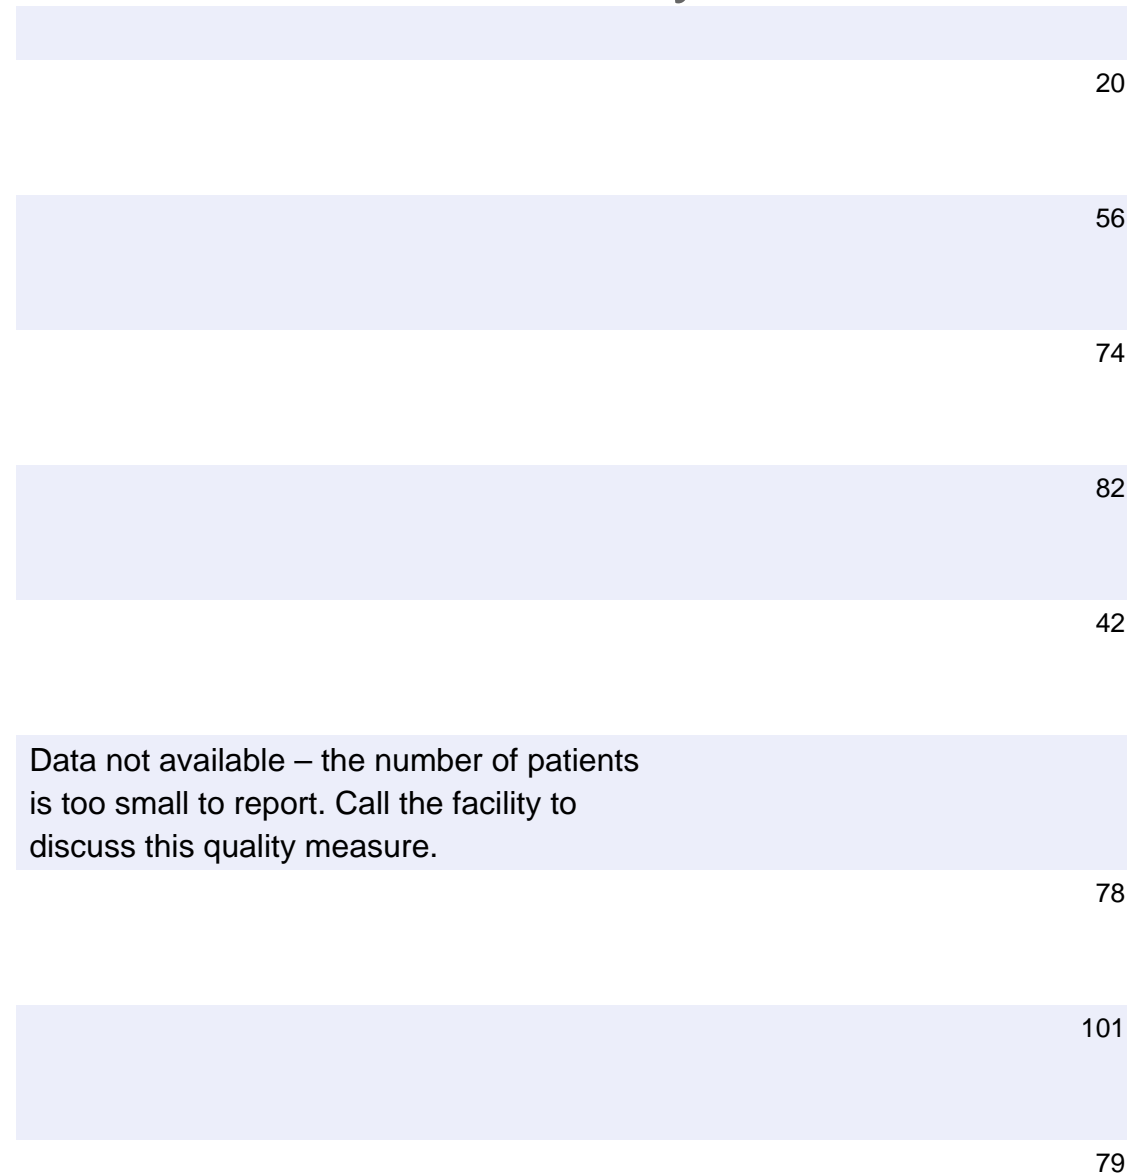 20
56
74
82
42
Data not available – the number of patients
is too small to report. Call the facility to
discuss this quality measure.
78
101
79